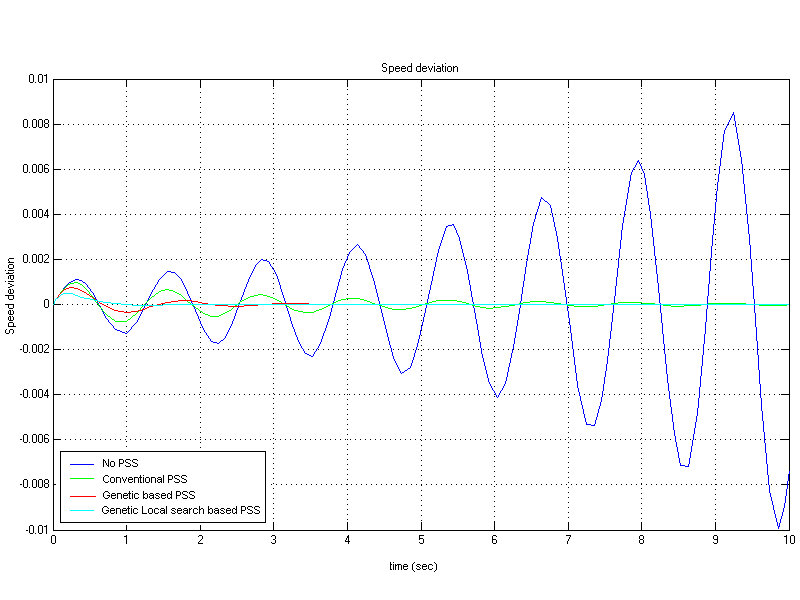 Speed deviation
0.01
0.008
0.006
0.004
0.002
0
-0.002
-0.004
-0.006
-0.008
-0.01
Speed deviation
No PSS
Conventional PSS
Genetic based PSS
Genetic Local search based PSS
0 1 2 3 4 5 6 7 8 9 10
time (sec)